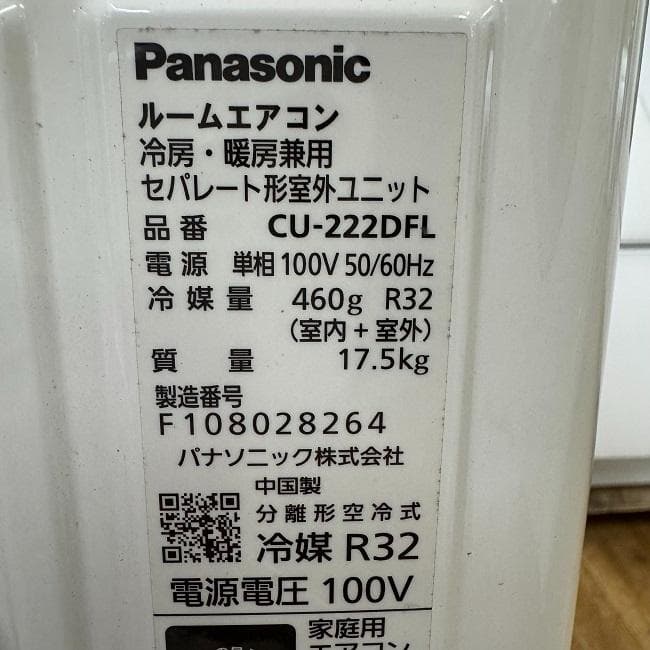 Panasonic
ルームエアコン
冷房・暖房兼用
セパレート形室外ユニット
品番 CU-222DFL
電源 単相100V 50/60Hz
冷媒量 460g R32
(室内+室外)
質量 17.5kg
製造番号
F108028264
パナソニック株式会社
中国製
分離形空冷式
冷媒 R32
電源電圧 100V
家庭用
エアコン